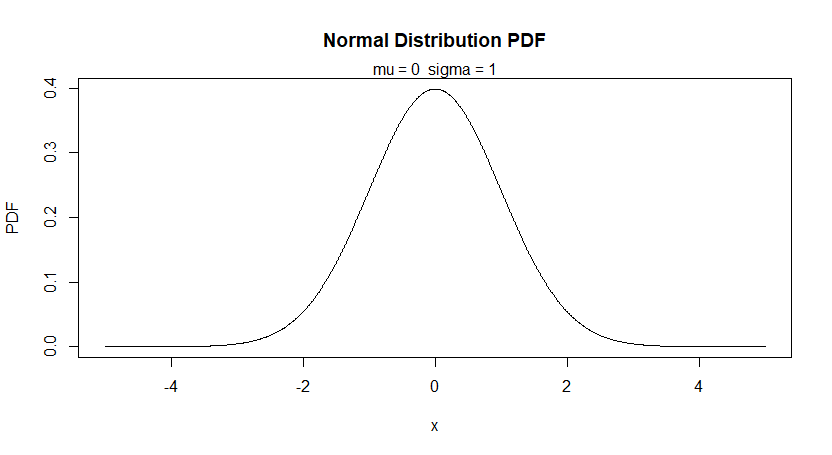 Normal Distribution PDF
mu = 0 sigma = 1
0.4
0.3
0.2
0.1
0.0
PDF
-4 -2 0 2 4
x